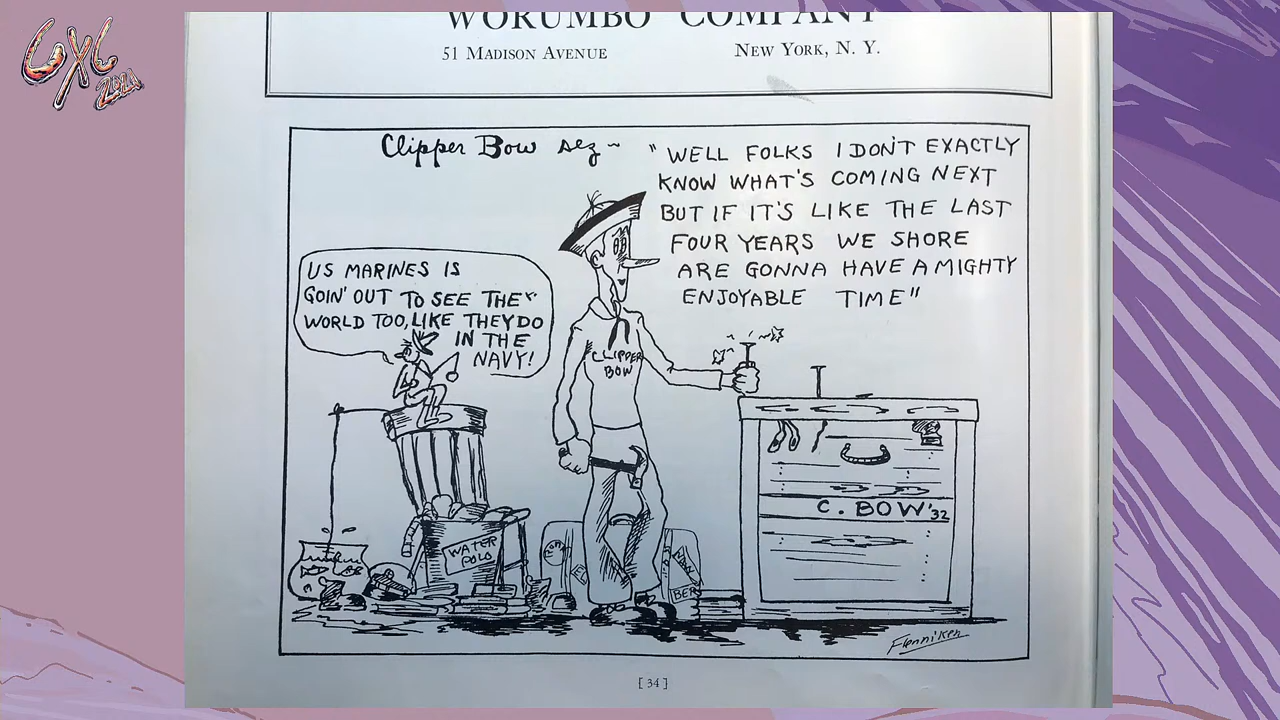 GXG
WORUMBO COMPANY
51 MADISON AVENUE NEW YORK, N. Y.
Clipper Bow sez~ "WELL FOLKS I DON'T EXACTLY
KNOW WHAT'S COMING NEXT
BUT IF IT'S LIKE THE LAST
FOUR YEARS WE SHORE
ARE GONNA HAVE A MIGHTY
ENJOYABLE TIME"
US MARINES IS
GOIN' OUT TO SEE THE
WORLD TOO, LIKE THEY DO
IN THE
NAVY!
CLIPPER
BOW
C. BOW '32
WATER
POLO
BER
Flenniken
[ 34 ]